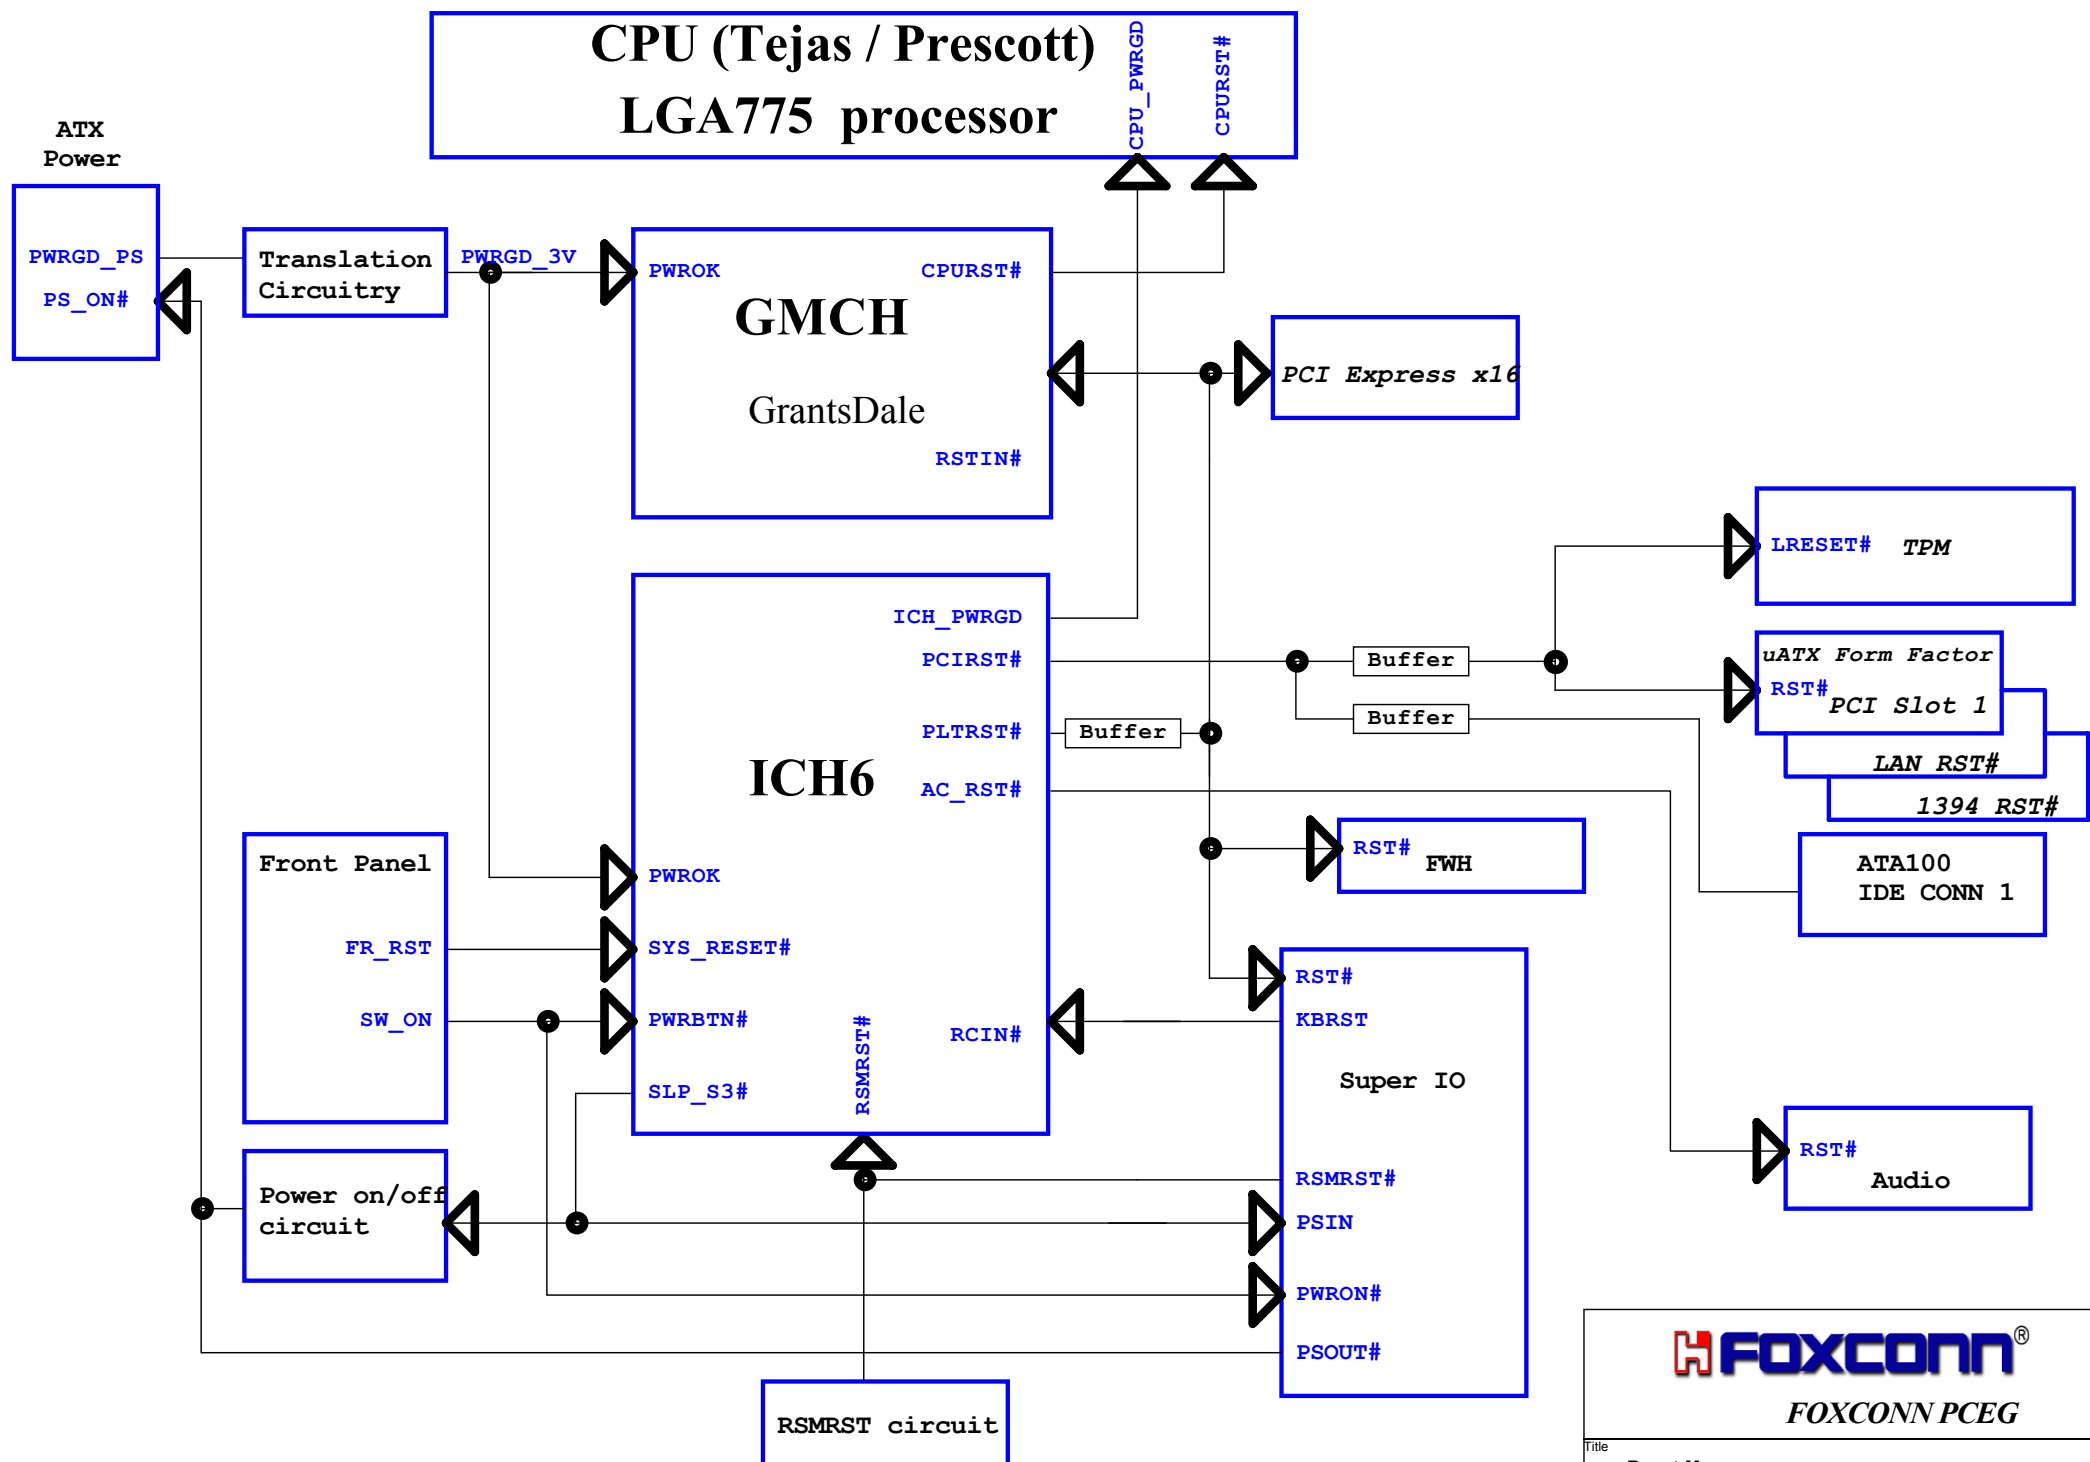 CPU (Tejas / Prescott)
LGA775 processor
CPU_PWRGD
CPURST#
ATX
Power
PWRGD_PS
PS_ON#
Translation
Circuitry
PWRGD_3V
PWROK
CPURST#
GMCH
GrantsDale
RSTIN#
PCI Express x16
LRESET# TPM
ICH_PWRGD
PCIRST#
PLTRST#
AC_RST#
ICH6
Buffer
Buffer
Buffer
uATX Form Factor
RST#
PCI Slot 1
LAN RST#
1394 RST#
Front Panel
FR_RST
SW_ON
PWROK
SYS_RESET#
PWRBTN#
SLP_S3#
RSMRST#
RCIN#
RST# FWH
ATA100
IDE CONN 1
RST#
KBRST
Super IO
RSMRST#
PSIN
PWRON#
PSOUT#
RST#
Audio
Power on/off
circuit
RSMRST circuit
FOXCONN®
FOXCONN PCEG
Title